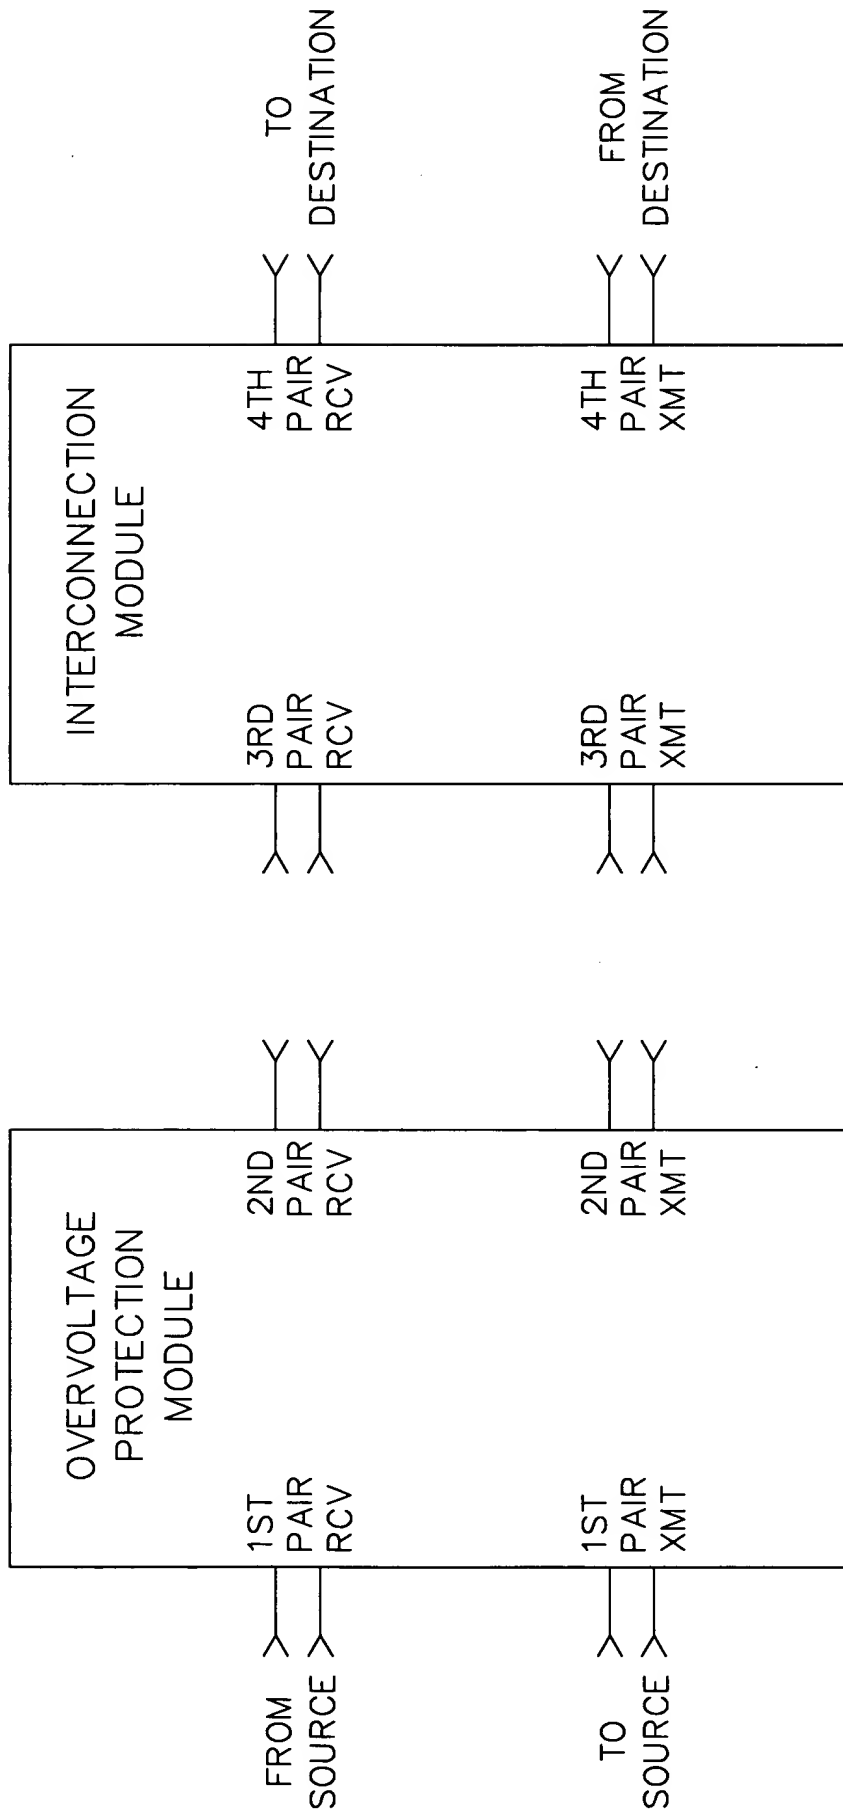 OVERVOLTAGE
PROTECTION
MODULE
FROM
SOURCE
1ST
PAIR
RCV
2ND
PAIR
RCV
TO
SOURCE
1ST
PAIR
XMT
2ND
PAIR
XMT
INTERCONNECTION
MODULE
3RD
PAIR
RCV
4TH
PAIR
RCV
TO
DESTINATION
3RD
PAIR
XMT
4TH
PAIR
XMT
FROM
DESTINATION